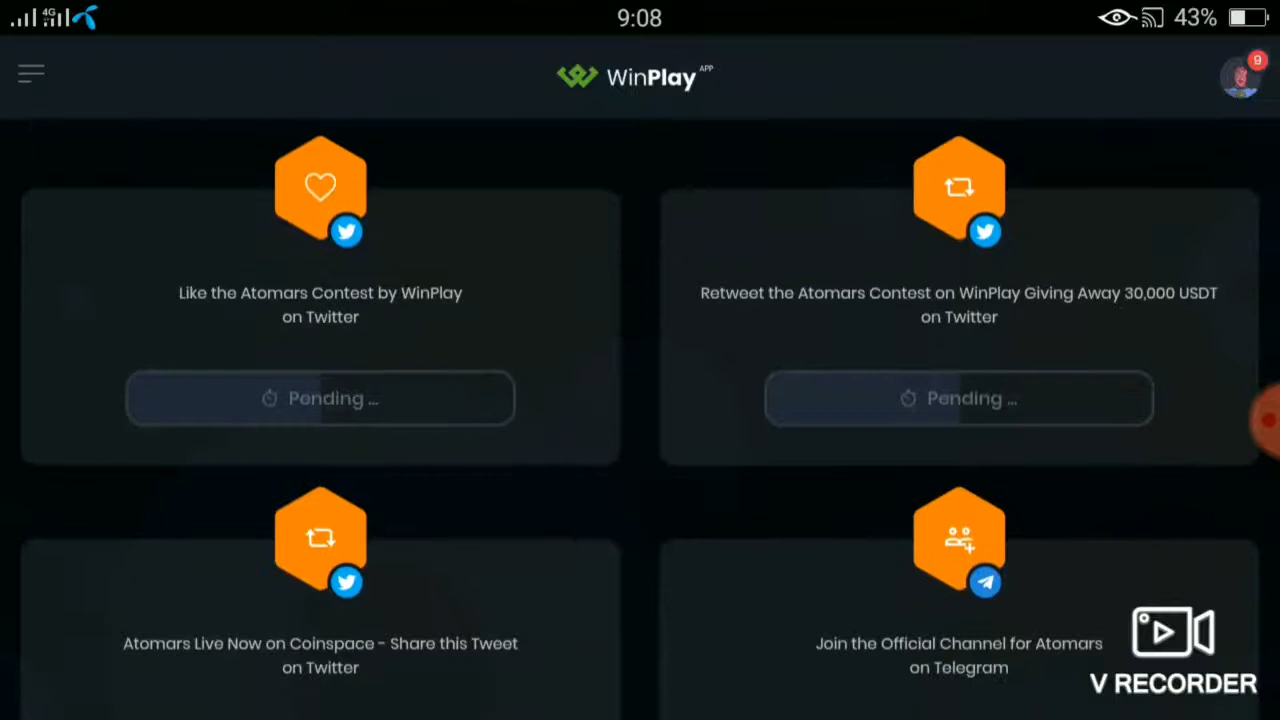 4G
9:08
43%
WinPlay APP
9
Like the Atomars Contest by WinPlay
on Twitter
Retweet the Atomars Contest on WinPlay Giving Away 30,000 USDT
on Twitter
Pending ...
Pending ...
Atomars Live Now on Coinspace - Share this Tweet
on Twitter
Join the Official Channel for Atomars
on Telegram
V RECORDER